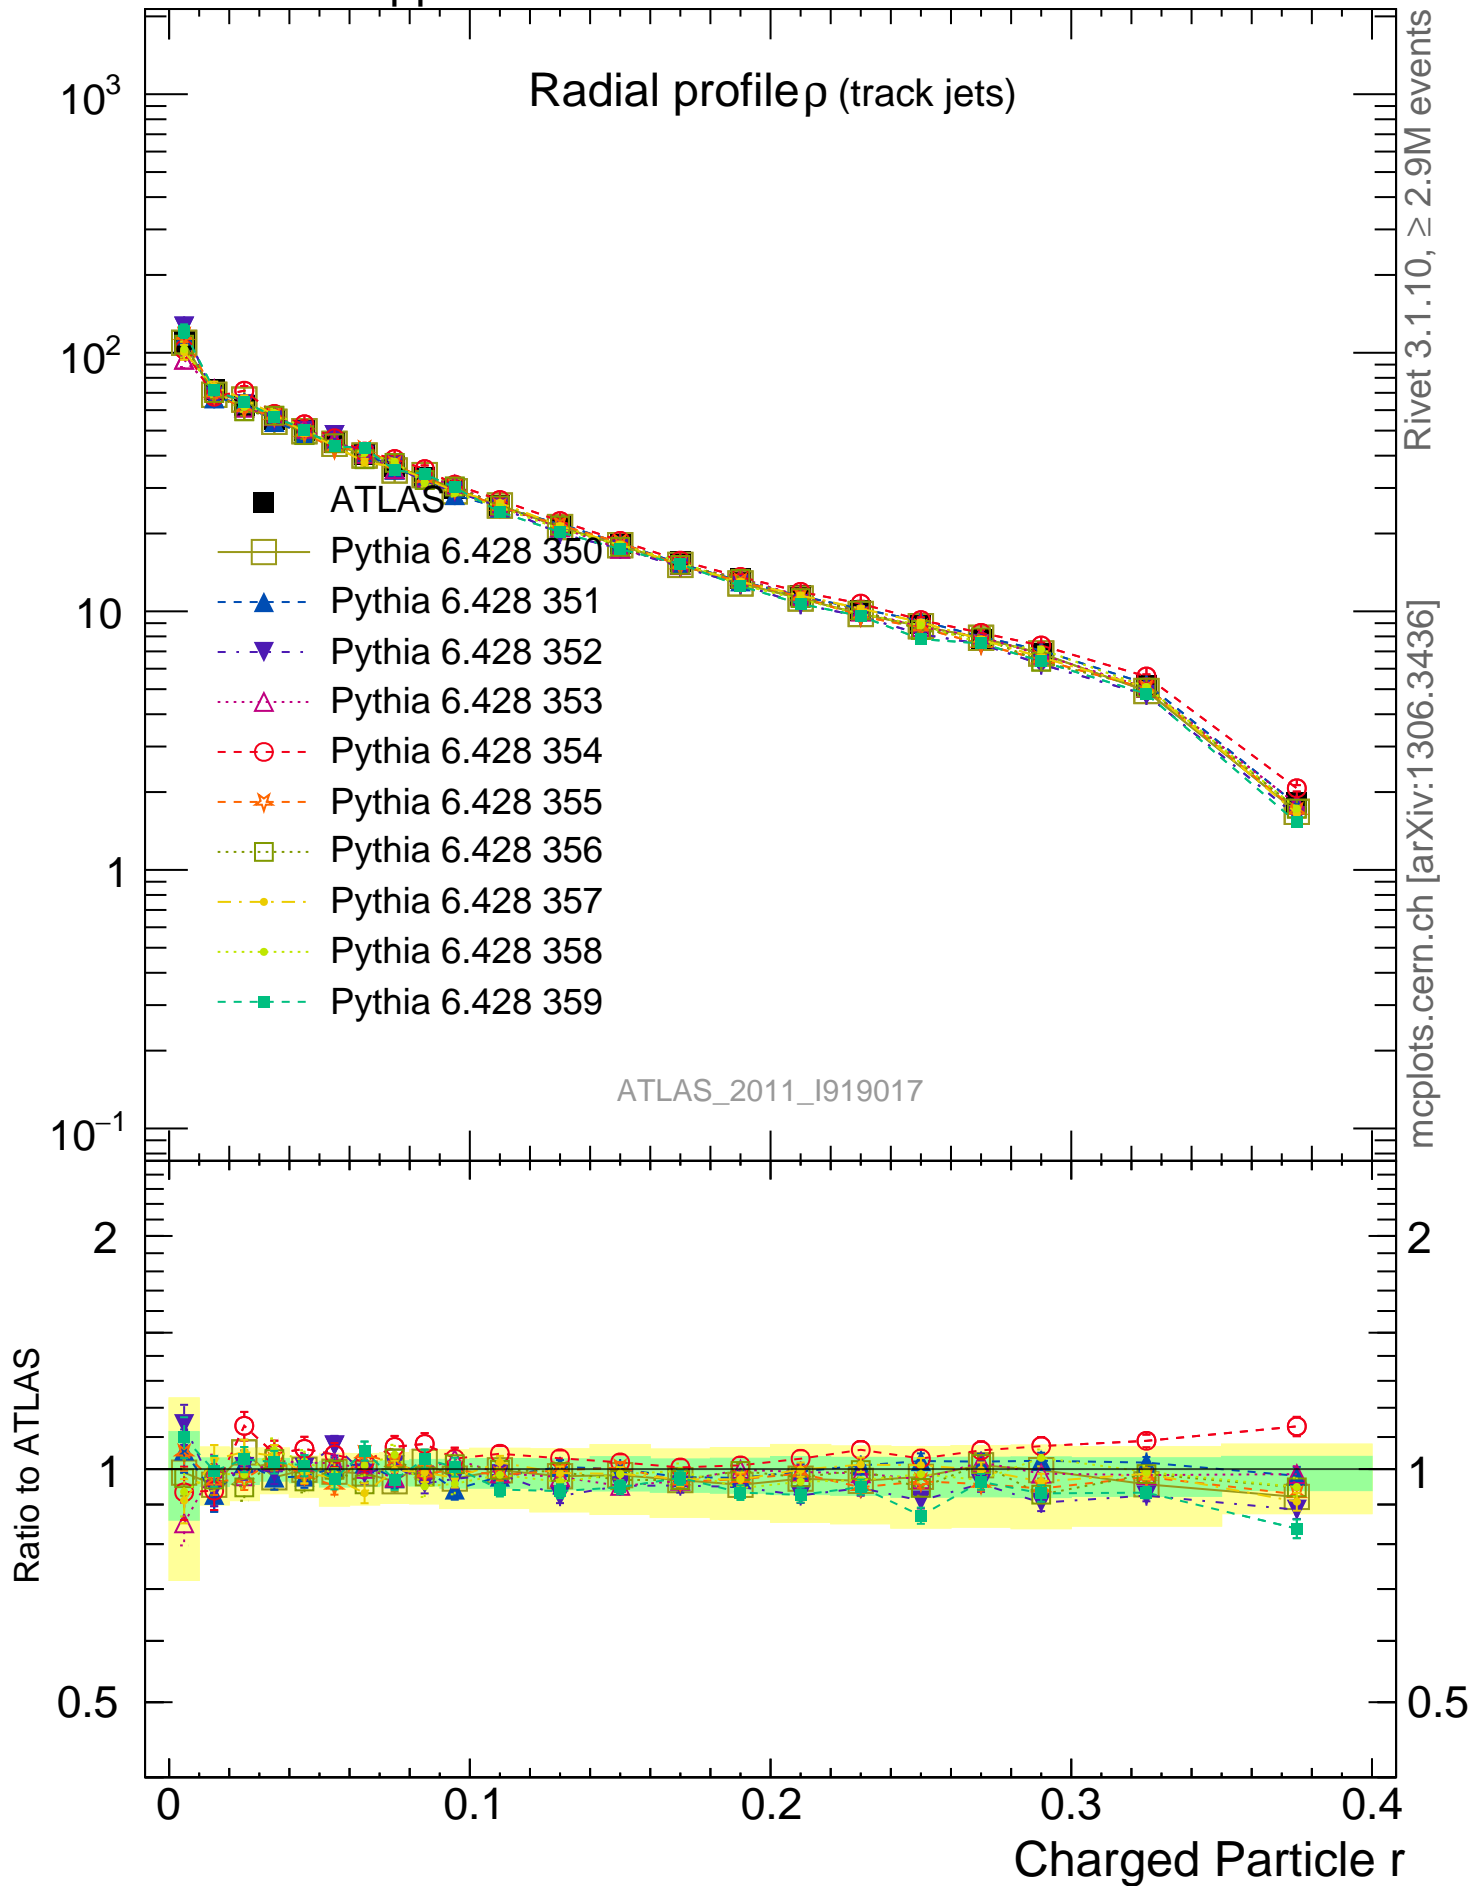 pp
Radial profile ρ (track jets)
10³
10²
10
1
10⁻¹
ATLAS
Pythia 6.428 350
Pythia 6.428 351
Pythia 6.428 352
Pythia 6.428 353
Pythia 6.428 354
Pythia 6.428 355
Pythia 6.428 356
Pythia 6.428 357
Pythia 6.428 358
Pythia 6.428 359
ATLAS_2011_I919017
Rivet 3.1.10, ≥ 2.9M events
mcplots.cern.ch [arXiv:1306.3436]
Ratio to ATLAS
2
1
0.5
2
1
0.5
0
0.1
0.2
0.3
0.4
Charged Particle r